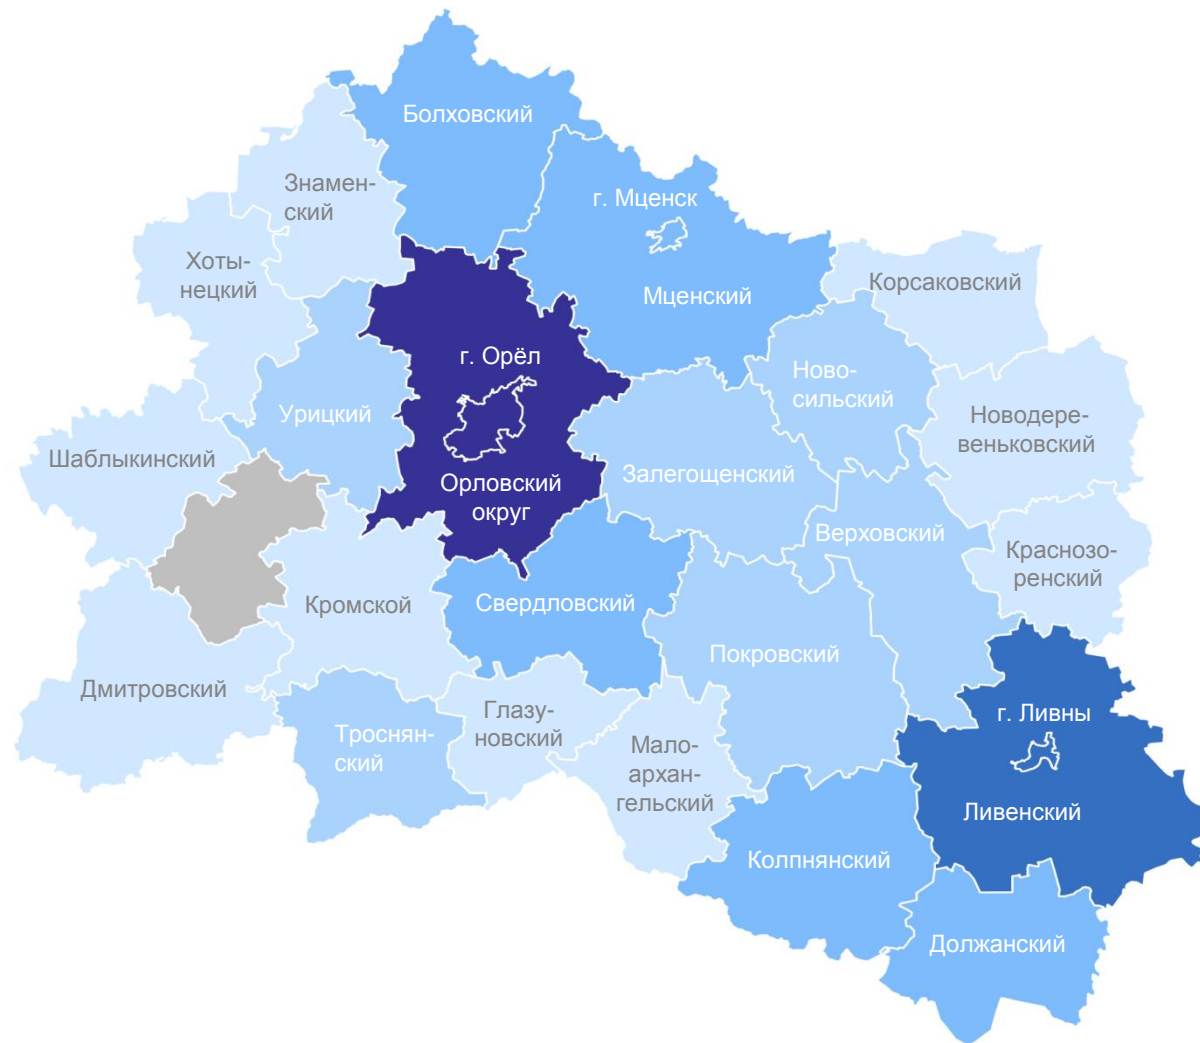 Болховский
Знамен-
ский
г. Мценск
Хоты-
нецкий
Корсаковский
Мценский
г. Орёл
Ново-
сильский
Урицкий
Новодере-
веньковский
Шаблыкинский
Залегощенский
Орловский
округ
Верховский
Краснозо-
ренский
Кромской
Свердловский
Покровский
Дмитровский
Глазу-
новский
г. Ливны
Троснян-
ский
Мало-
архан-
гельский
Ливенский
Колпнянский
Должанский